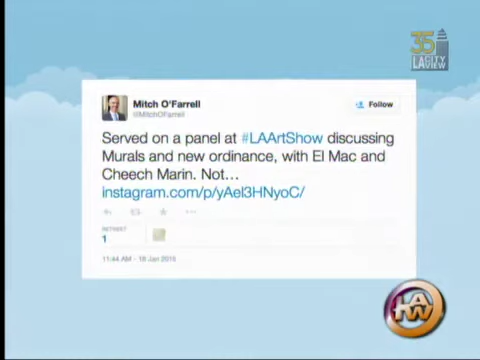 35
LA CITY
VIEW
Mitch O'Farrell
@MitchOFarrell
Follow
Served on a panel at #LAArtShow discussing
Murals and new ordinance, with El Mac and
Cheech Marin. Not…
instagram.com/p/yAel3HNyoC/
RETWEET
1
11:44 AM - 18 Jan 2015
LATW